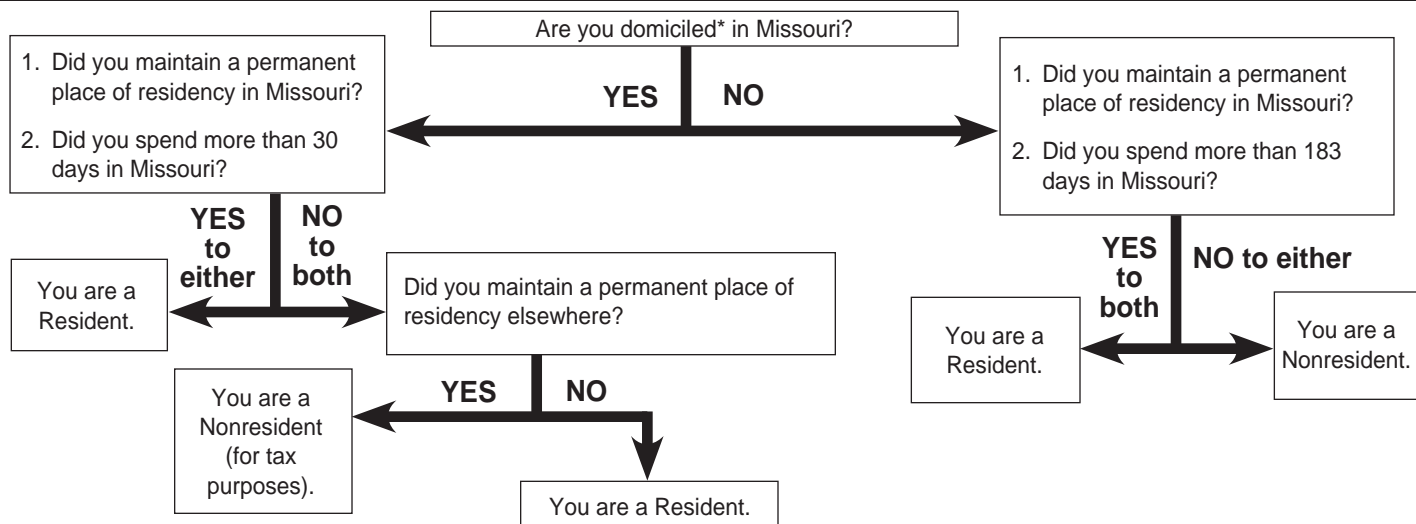 Are you domiciled* in Missouri?
YES
NO
1. Did you maintain a permanent
place of residency in Missouri?
2. Did you spend more than 30
days in Missouri?
YES
to
either
NO
to
both
You are a
Resident.
Did you maintain a permanent place of
residency elsewhere?
YES
NO
You are a
Nonresident
(for tax
purposes).
You are a Resident.
1. Did you maintain a permanent
place of residency in Missouri?
2. Did you spend more than 183
days in Missouri?
YES
to
both
NO to either
You are a
Resident.
You are a
Nonresident.